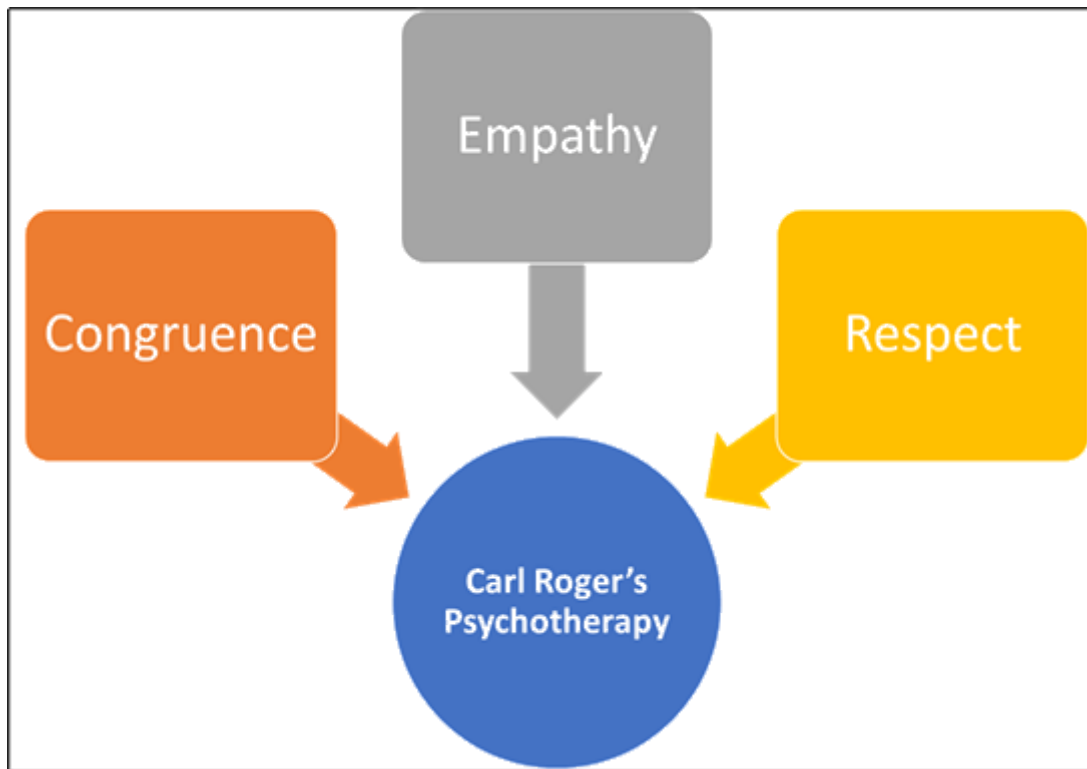 Empathy
Congruence
Respect
Carl Roger’s
Psychotherapy